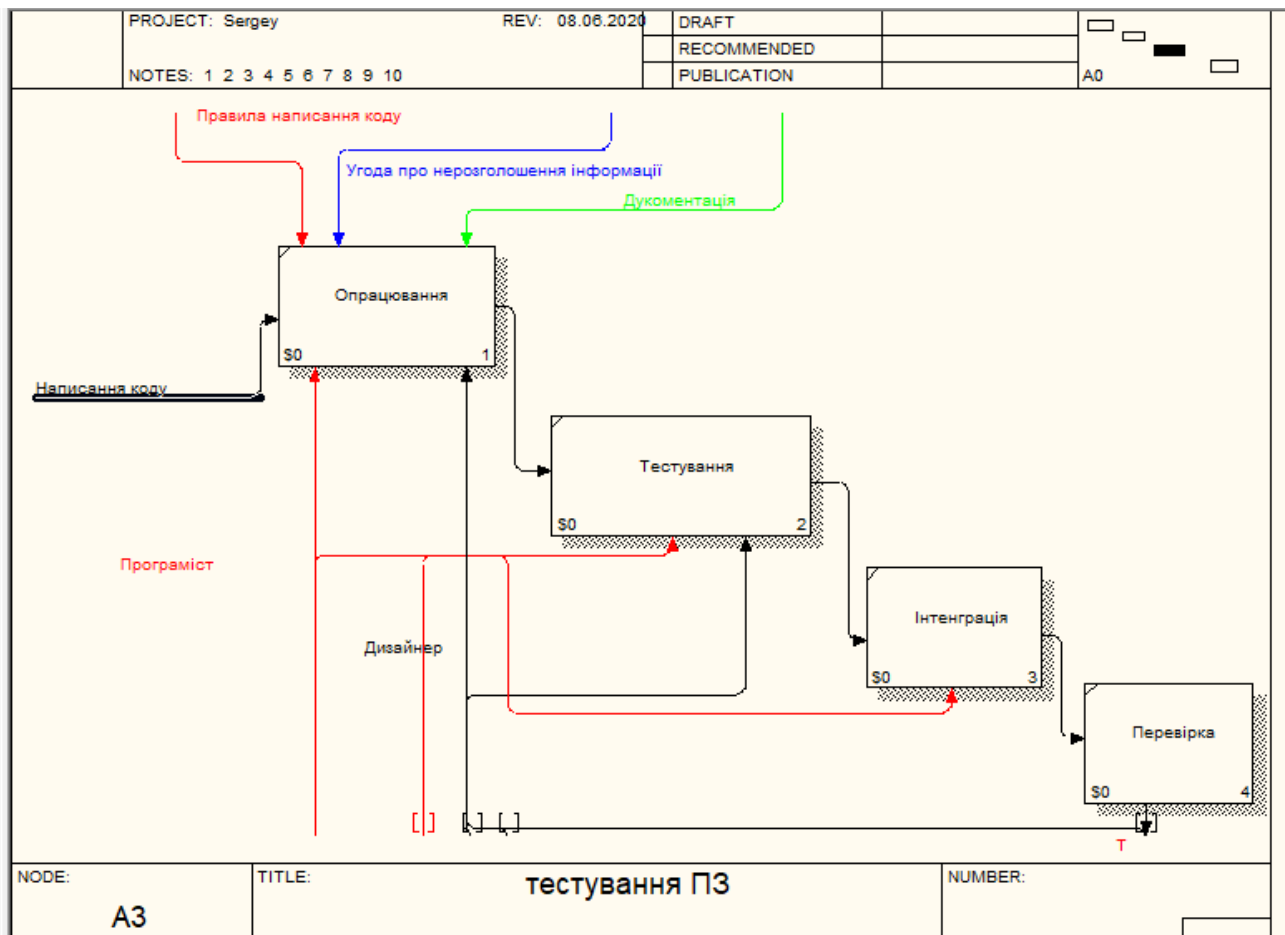 PROJECT: Sergey
REV: 08.06.2020
DRAFT
RECOMMENDED
NOTES: 1 2 3 4 5 6 7 8 9 10
PUBLICATION
A0
Правила написання коду
Угода про нерозголошення інформації
Дукоментація
Опрацювання
$0 1
Написання коду
Тестування
$0 2
Програміст
Інтенграція
Дизайнер
$0 3
Перевірка
$0 4
T
NODE:
TITLE:
тестування ПЗ
NUMBER:
A3